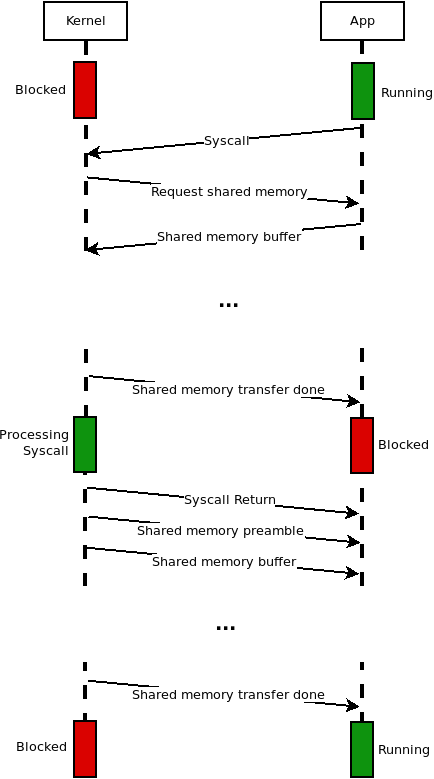 Kernel
App
Blocked
Running
Syscall
Request shared memory
Shared memory buffer
...
Shared memory transfer done
Processing
Syscall
Blocked
Syscall Return
Shared memory preamble
Shared memory buffer
...
Shared memory transfer done
Blocked
Running